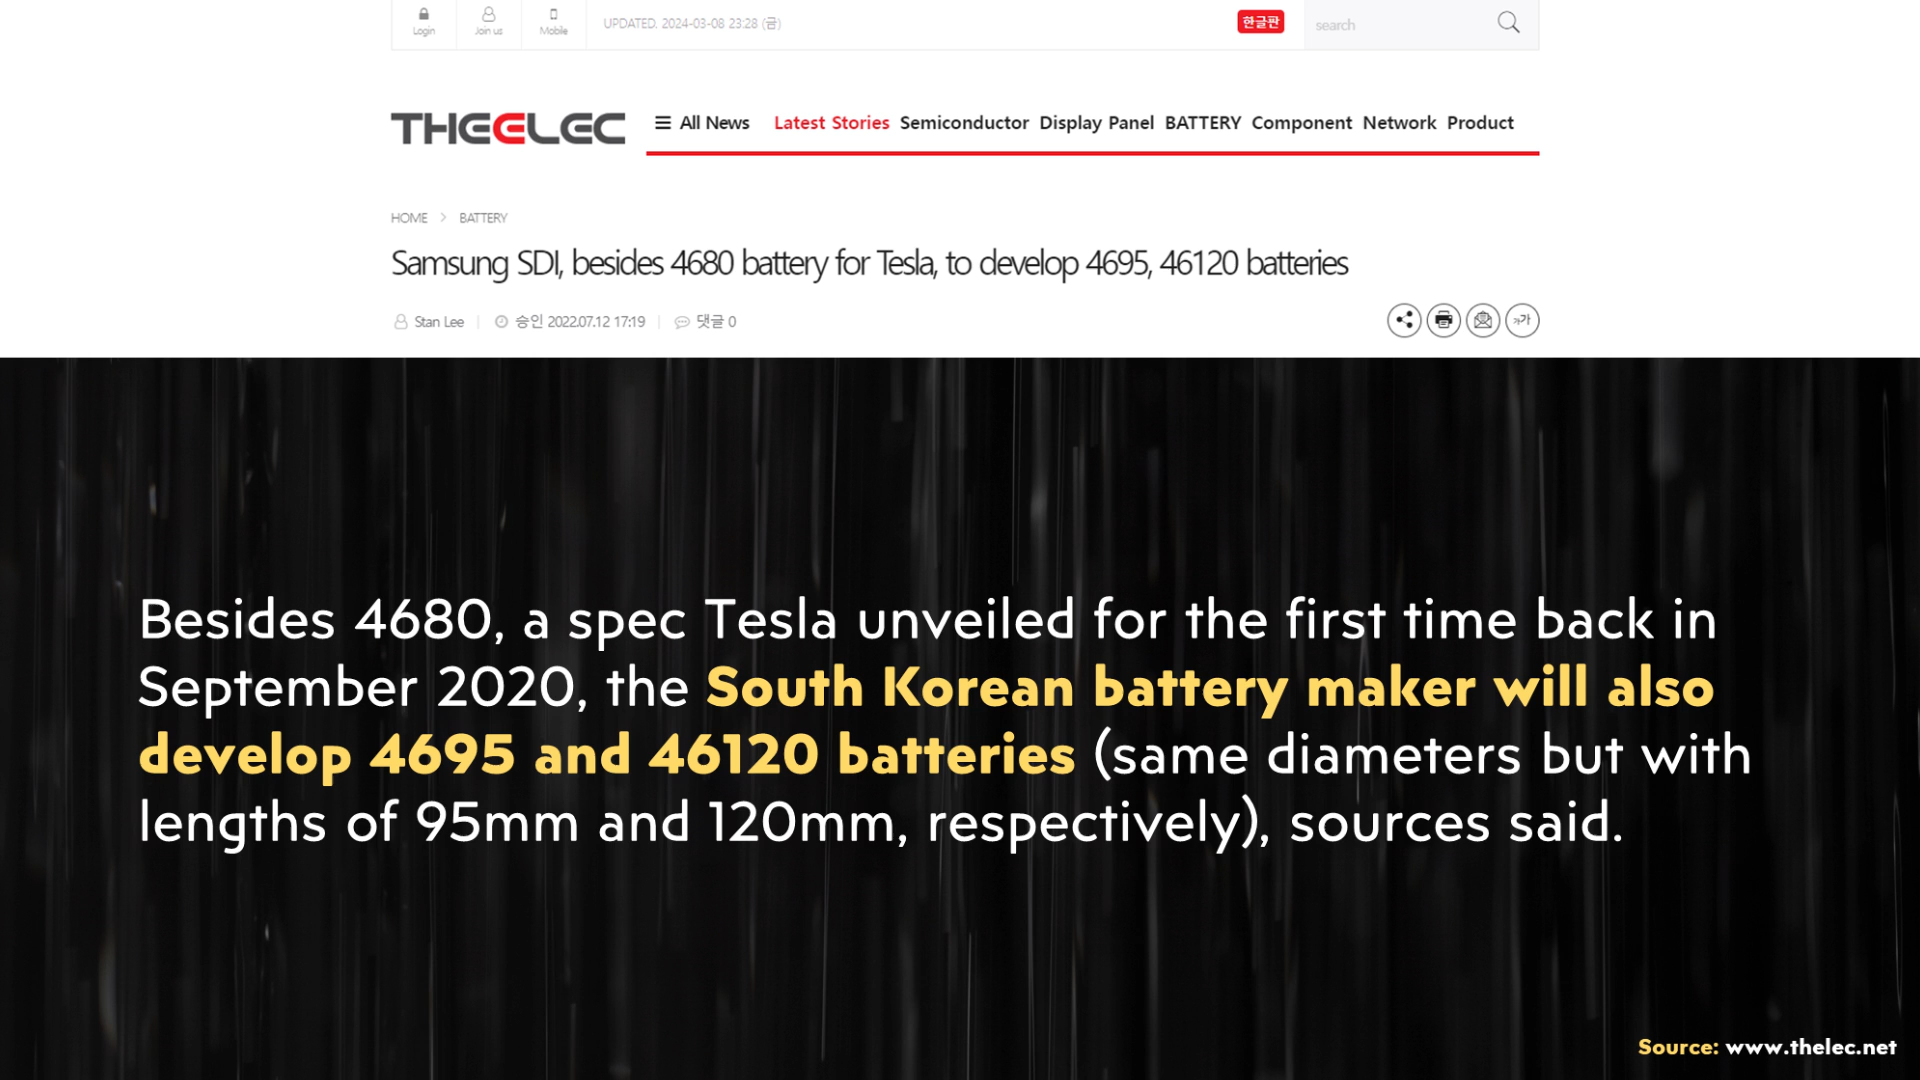 Login Join us Mobile UPDATED. 2024-03-08 23:28 (금) 한글판 search
THEELEC All News Latest Stories Semiconductor Display Panel BATTERY Component Network Product
HOME > BATTERY
Samsung SDI, besides 4680 battery for Tesla, to develop 4695, 46120 batteries
Stan Lee 승인 2022.07.12 17:19 댓글 0 가가
Besides 4680, a spec Tesla unveiled for the first time back in
September 2020, the South Korean battery maker will also
develop 4695 and 46120 batteries (same diameters but with
lengths of 95mm and 120mm, respectively), sources said.
Source: www.thelec.net